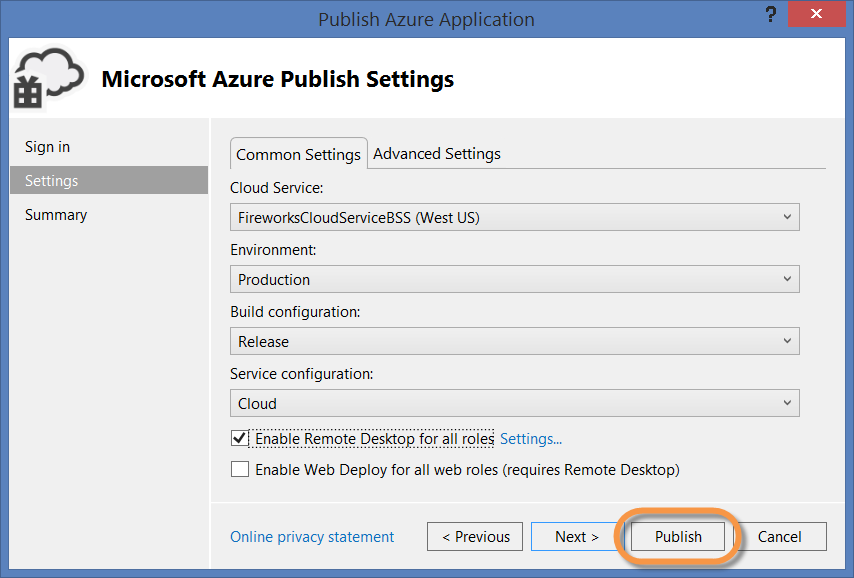 Publish Azure Application
?
Microsoft Azure Publish Settings
Sign in
Settings
Summary
Common Settings
Advanced Settings
Cloud Service:
FireworksCloudServiceBSS (West US)
Environment:
Production
Build configuration:
Release
Service configuration:
Cloud
Enable Remote Desktop for all roles Settings...
Enable Web Deploy for all web roles (requires Remote Desktop)
Online privacy statement
< Previous
Next >
Publish
Cancel